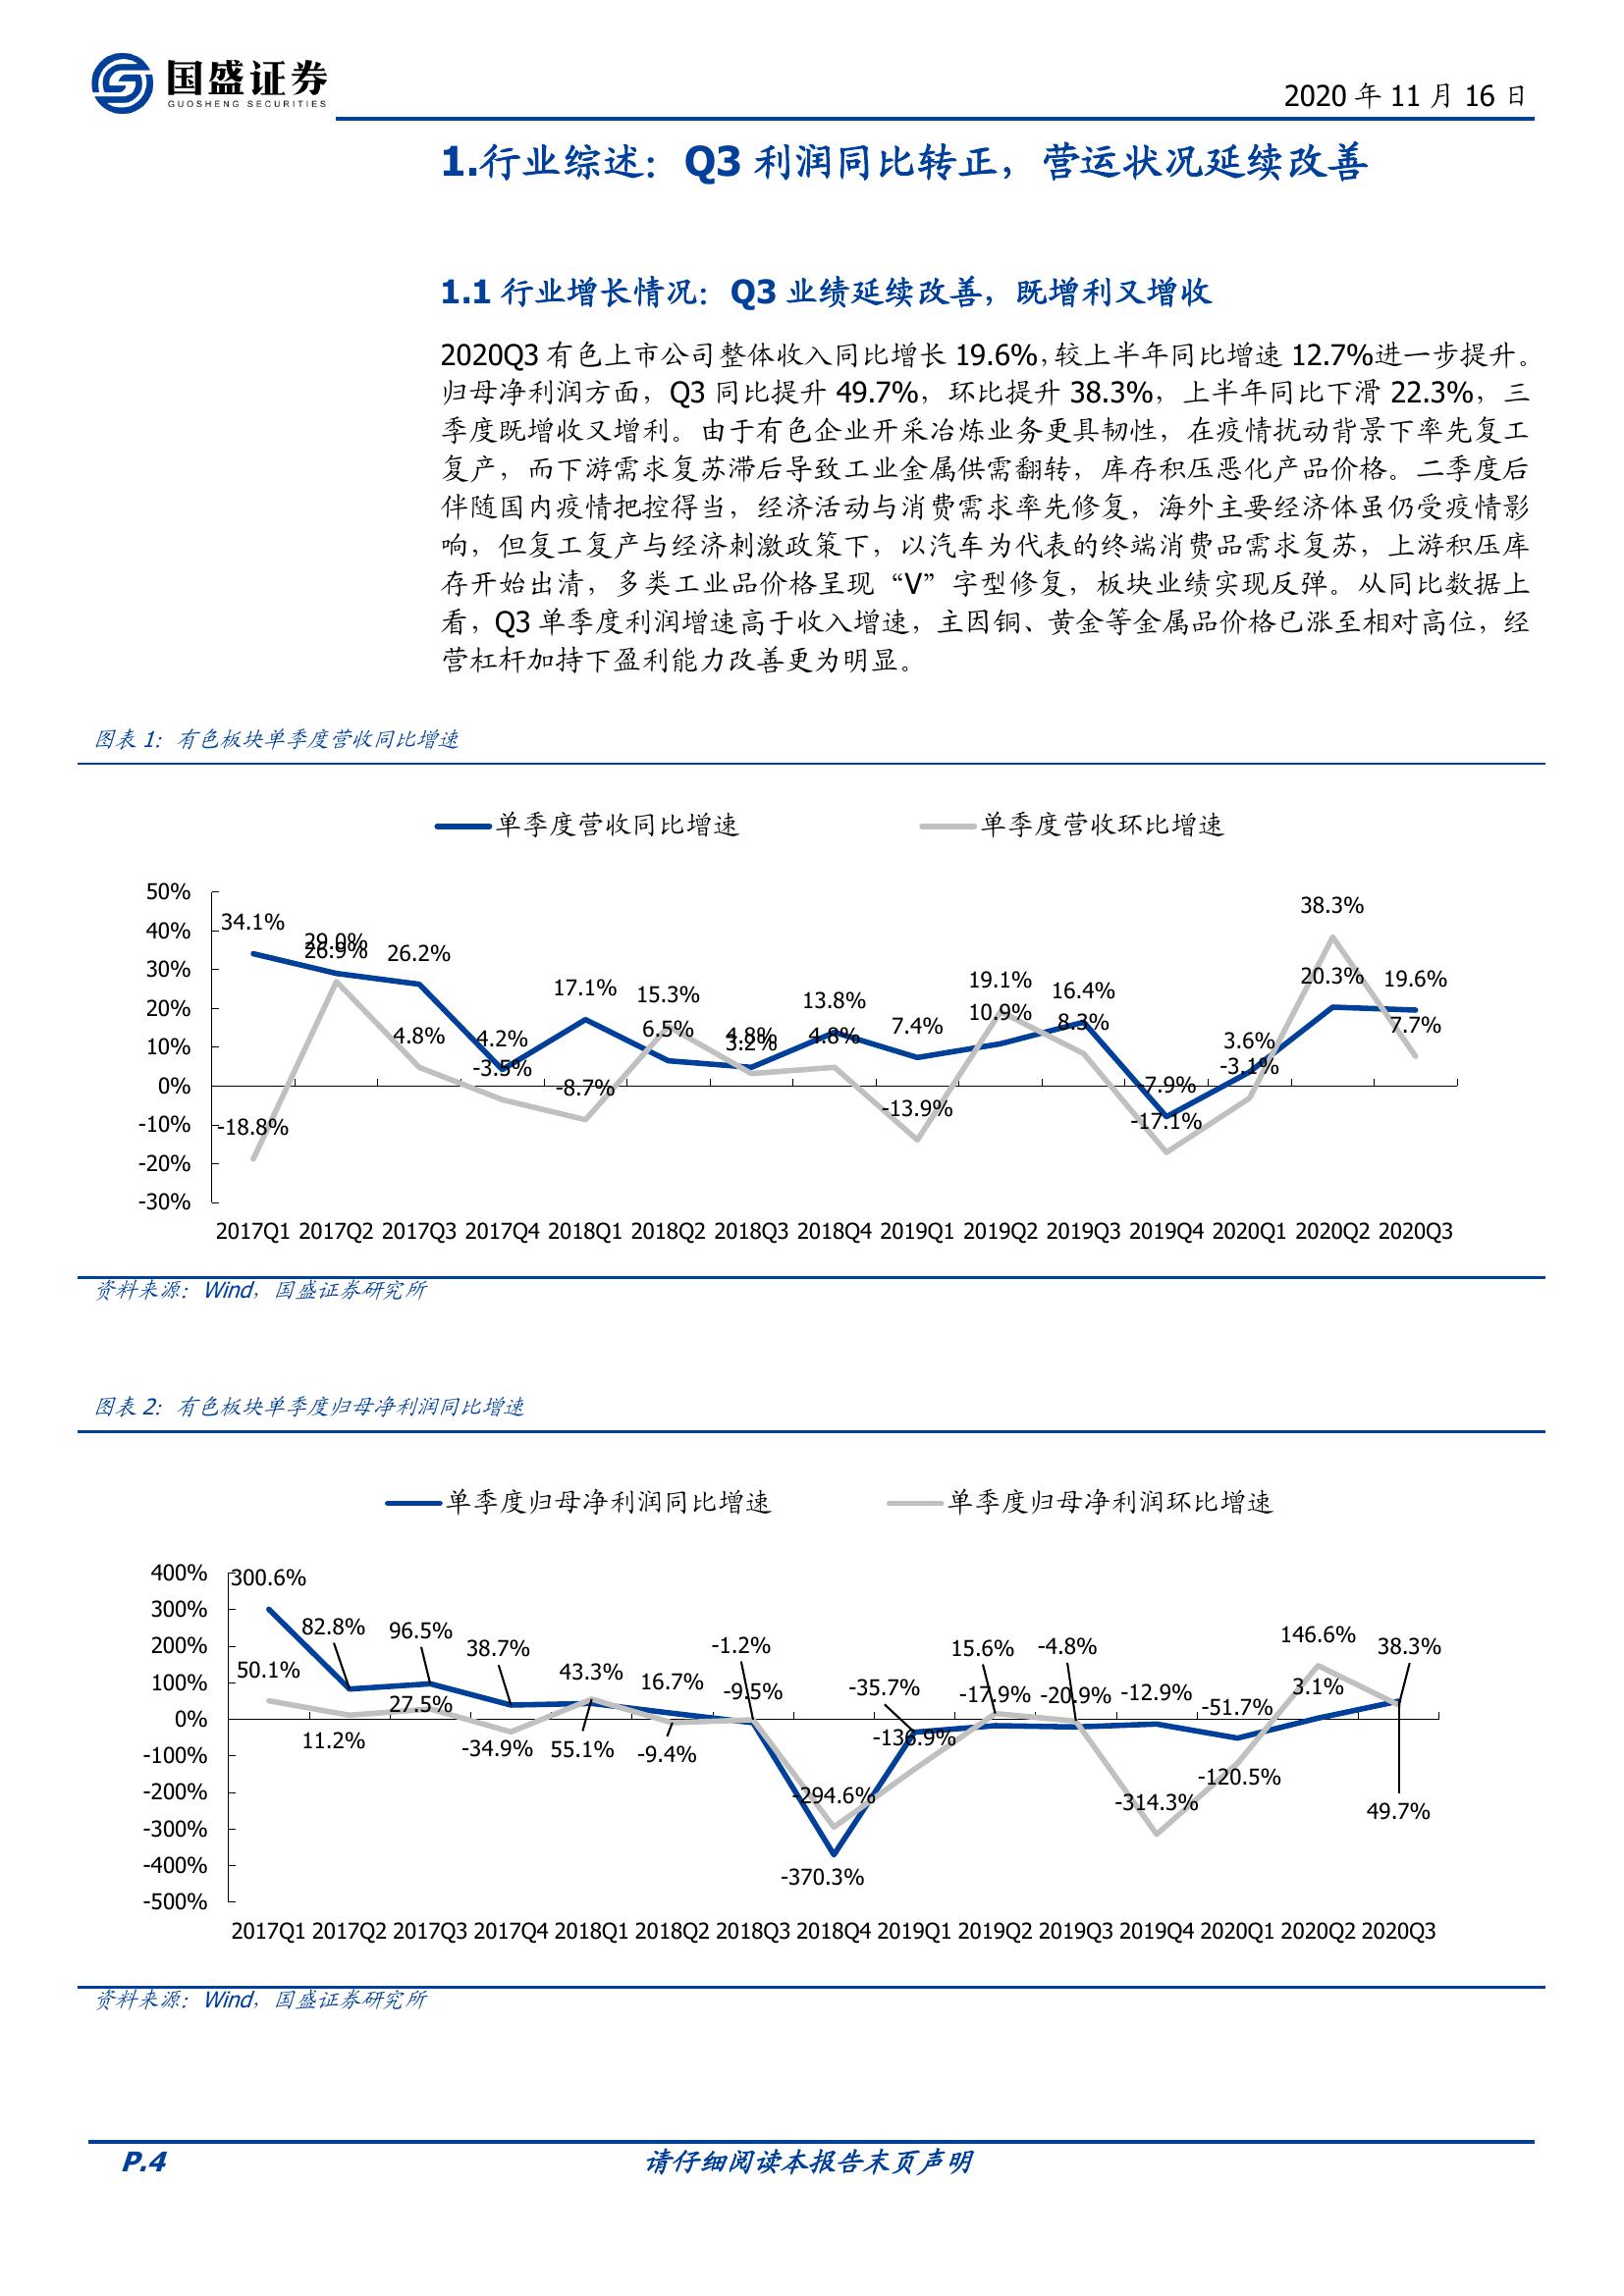 国盛证券
GUOSHENG SECURITIES
2020 年 11 月 16 日
1.行业综述：Q3 利润同比转正，营运状况延续改善
1.1 行业增长情况：Q3 业绩延续改善，既增利又增收
2020Q3 有色上市公司整体收入同比增长 19.6%，较上半年同比增速 12.7%进一步提升。
归母净利润方面，Q3 同比提升 49.7%，环比提升 38.3%，上半年同比下滑 22.3%，三
季度既增收又增利。由于有色企业开采冶炼业务更具韧性，在疫情扰动背景下率先复工
复产，而下游需求复苏滞后导致工业金属供需翻转，库存积压恶化产品价格。二季度后
伴随国内疫情把控得当，经济活动与消费需求率先修复，海外主要经济体虽仍受疫情影
响，但复工复产与经济刺激政策下，以汽车为代表的终端消费品需求复苏，上游积压库
存开始出清，多类工业品价格呈现“V”字型修复，板块业绩实现反弹。从同比数据上
看，Q3 单季度利润增速高于收入增速，主因铜、黄金等金属品价格已涨至相对高位，经
营杠杆加持下盈利能力改善更为明显。
图表 1：有色板块单季度营收同比增速
单季度营收同比增速 单季度营收环比增速
50%
40%
30%
20%
10%
0%
-10%
-20%
-30%
34.1% 29.0% 26.2% 4.2% 17.1% 6.5% 4.8% 13.8% 7.4% 10.9% 16.4% -7.9% 3.6% 20.3% 19.6%
-18.8% 26.9% 4.8% -3.5% -8.7% 15.3% 3.2% 4.8% -13.9% 19.1% 8.3% -17.1% -3.1% 38.3% 7.7%
2017Q1 2017Q2 2017Q3 2017Q4 2018Q1 2018Q2 2018Q3 2018Q4 2019Q1 2019Q2 2019Q3 2019Q4 2020Q1 2020Q2 2020Q3
资料来源：Wind，国盛证券研究所
图表 2：有色板块单季度归母净利润同比增速
单季度归母净利润同比增速 单季度归母净利润环比增速
400%
300%
200%
100%
0%
-100%
-200%
-300%
-400%
-500%
300.6% 82.8% 96.5% 38.7% 43.3% 16.7% -9.5% -370.3% -35.7% -17.9% -20.9% -12.9% -51.7% 3.1% 49.7%
50.1% 11.2% 27.5% -34.9% 55.1% -9.4% -1.2% -294.6% -136.9% 15.6% -4.8% -314.3% -120.5% 146.6% 38.3%
2017Q1 2017Q2 2017Q3 2017Q4 2018Q1 2018Q2 2018Q3 2018Q4 2019Q1 2019Q2 2019Q3 2019Q4 2020Q1 2020Q2 2020Q3
资料来源：Wind，国盛证券研究所
P.4 请仔细阅读本报告末页声明